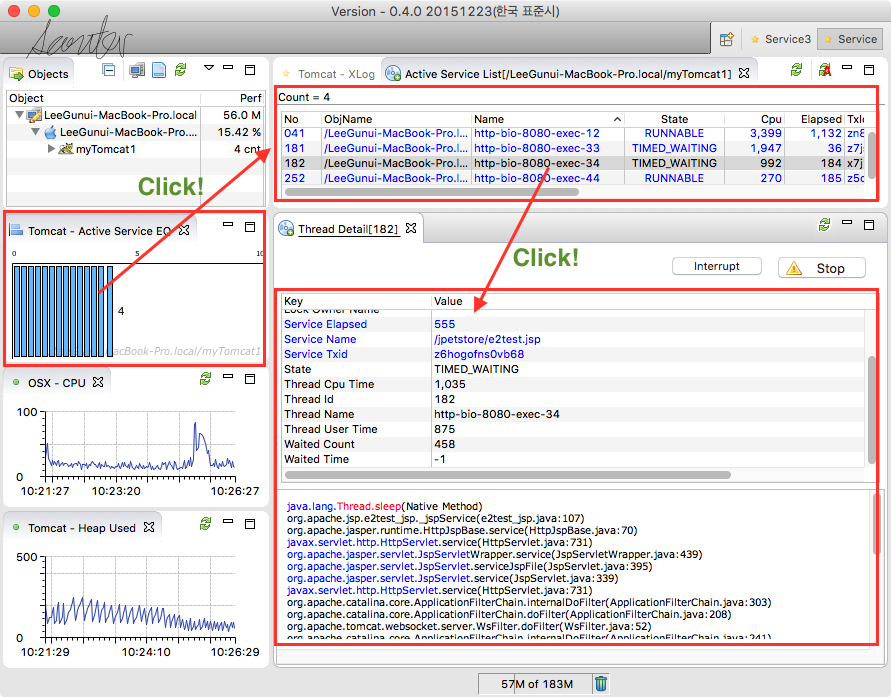 Version - 0.4.0 20151223(한국 표준시)
Scouter
Service3
Service
Objects
Object Perf
LeeGunui-MacBook-Pro.local 56.0 M
LeeGunui-MacBook-Pro.... 15.42 %
myTomcat1 4 cnt
Click!
Tomcat - XLog
Active Service List[/LeeGunui-MacBook-Pro.local/myTomcat1]
Count = 4
No ObjName Name State Cpu Elapsed TxId
041 /LeeGunui-MacBook-Pro.l... http-bio-8080-exec-12 RUNNABLE 3,399 1,132 zn8
181 /LeeGunui-MacBook-Pro.l... http-bio-8080-exec-33 TIMED_WAITING 1,947 36 z7j
182 /LeeGunui-MacBook-Pro.l... http-bio-8080-exec-34 TIMED_WAITING 992 184 x7j
252 /LeeGunui-MacBook-Pro.l... http-bio-8080-exec-44 RUNNABLE 270 185 z5c
Tomcat - Active Service EQ
0 5 10
4
acBook-Pro.local/myTomcat1
Thread Detail[182]
Click!
Interrupt
Stop
Key Value
Lock Owner Name
Service Elapsed 555
Service Name /jpetstore/e2test.jsp
Service Txid z6hogofns0vb68
State TIMED_WAITING
Thread Cpu Time 1,035
Thread Id 182
Thread Name http-bio-8080-exec-34
Thread User Time 875
Waited Count 458
Waited Time -1
java.lang.Thread.sleep(Native Method)
org.apache.jsp.e2test_jsp._jspService(e2test_jsp.java:107)
org.apache.jasper.runtime.HttpJspBase.service(HttpJspBase.java:70)
javax.servlet.http.HttpServlet.service(HttpServlet.java:731)
org.apache.jasper.servlet.JspServletWrapper.service(JspServletWrapper.java:439)
org.apache.jasper.servlet.JspServlet.serviceJspFile(JspServlet.java:395)
org.apache.jasper.servlet.JspServlet.service(JspServlet.java:339)
javax.servlet.http.HttpServlet.service(HttpServlet.java:731)
org.apache.catalina.core.ApplicationFilterChain.internalDoFilter(ApplicationFilterChain.java:303)
org.apache.catalina.core.ApplicationFilterChain.doFilter(ApplicationFilterChain.java:208)
org.apache.tomcat.websocket.server.WsFilter.doFilter(WsFilter.java:52)
org.apache.catalina.core.ApplicationFilterChain.internalDoFilter(ApplicationFilterChain.java:241)
OSX - CPU
100
0
10:21:27 10:23:20 10:26:27
Tomcat - Heap Used
500
0
10:21:29 10:24:10 10:26:29
57M of 183M